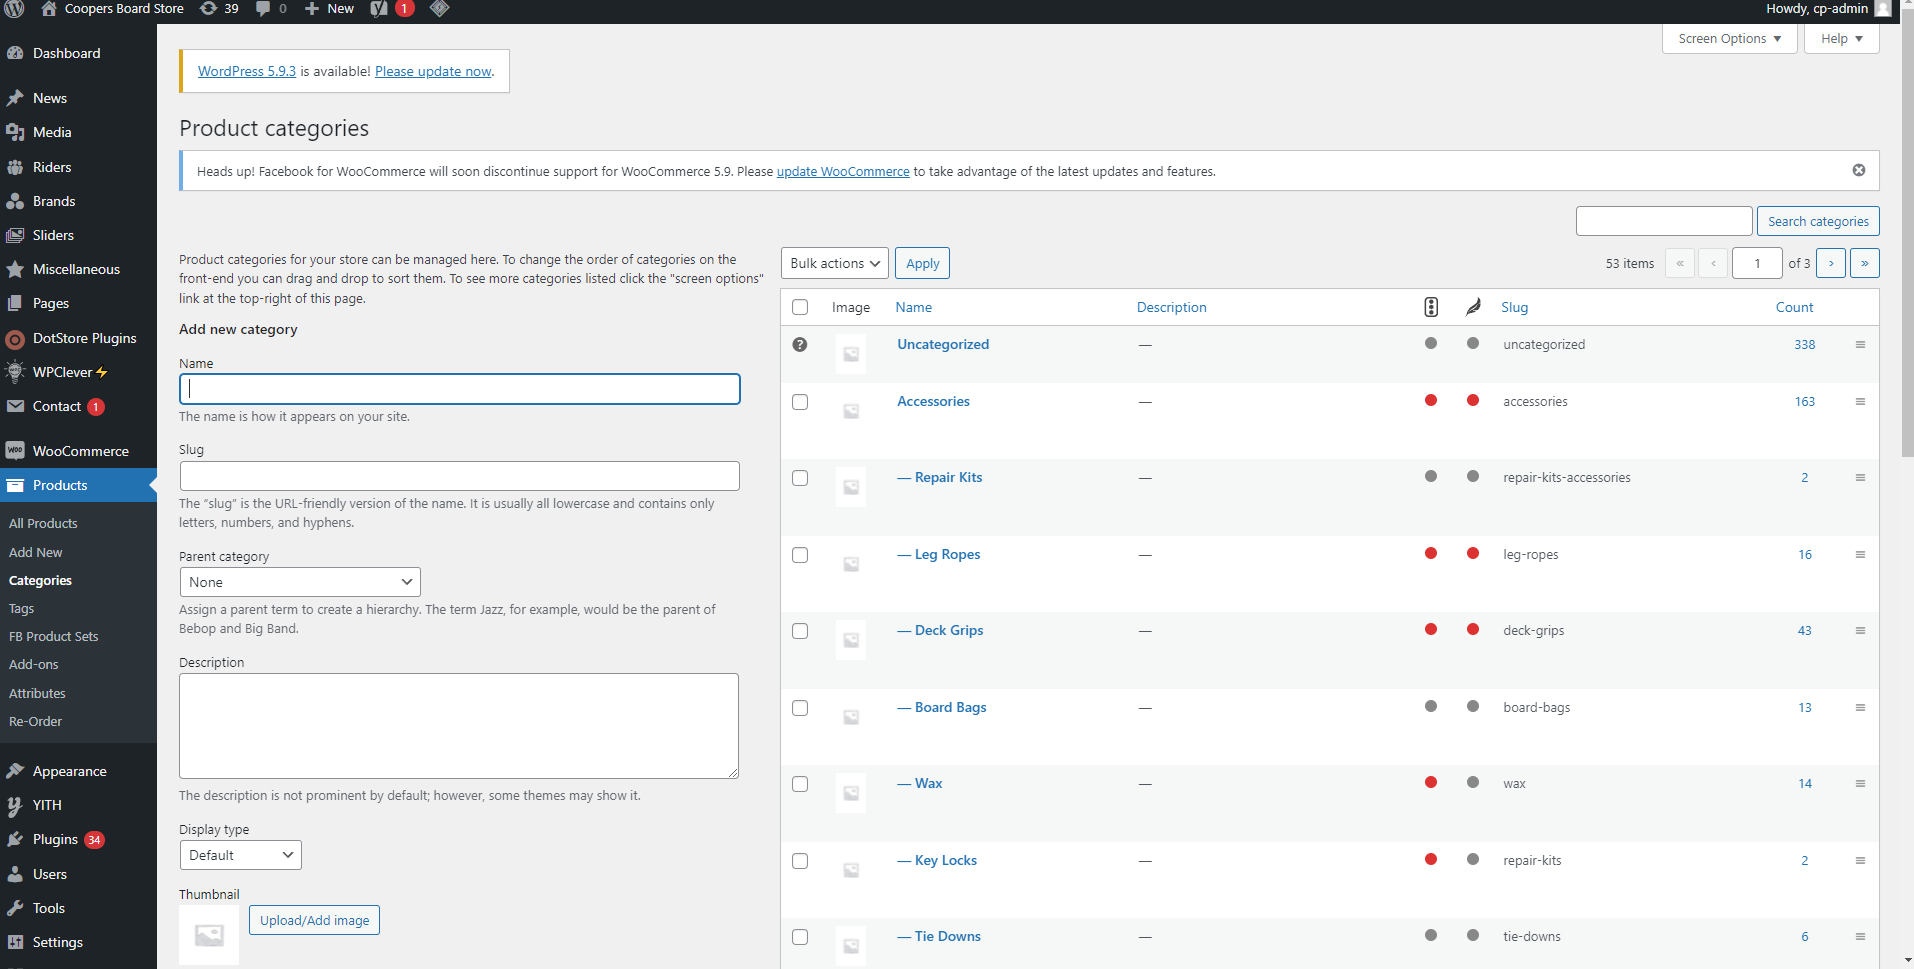 Coopers Board Store 39 0 New 1 Howdy, cp-admin
Screen Options Help
Dashboard
News
Media
Riders
Brands
Sliders
Miscellaneous
Pages
DotStore Plugins
WPClever⚡
Contact 1
WooCommerce
Products
All Products
Add New
Categories
Tags
FB Product Sets
Add-ons
Attributes
Re-Order
Appearance
YITH
Plugins 34
Users
Tools
Settings
WordPress 5.9.3 is available! Please update now.
Product categories
Heads up! Facebook for WooCommerce will soon discontinue support for WooCommerce 5.9. Please update WooCommerce to take advantage of the latest updates and features.
Search categories
Product categories for your store can be managed here. To change the order of categories on the
front-end you can drag and drop to sort them. To see more categories listed click the "screen options"
link at the top-right of this page.
Add new category
Name
The name is how it appears on your site.
Slug
The “slug” is the URL-friendly version of the name. It is usually all lowercase and contains only
letters, numbers, and hyphens.
Parent category
None
Assign a parent term to create a hierarchy. The term Jazz, for example, would be the parent of
Bebop and Big Band.
Description
The description is not prominent by default; however, some themes may show it.
Display type
Default
Thumbnail
Upload/Add image
Bulk actions Apply 53 items « ‹ 1 of 3 › »
Image Name Description Slug Count
Uncategorized — uncategorized 338
Accessories — accessories 163
— Repair Kits — repair-kits-accessories 2
— Leg Ropes — leg-ropes 16
— Deck Grips — deck-grips 43
— Board Bags — board-bags 13
— Wax — wax 14
— Key Locks — repair-kits 2
— Tie Downs — tie-downs 6